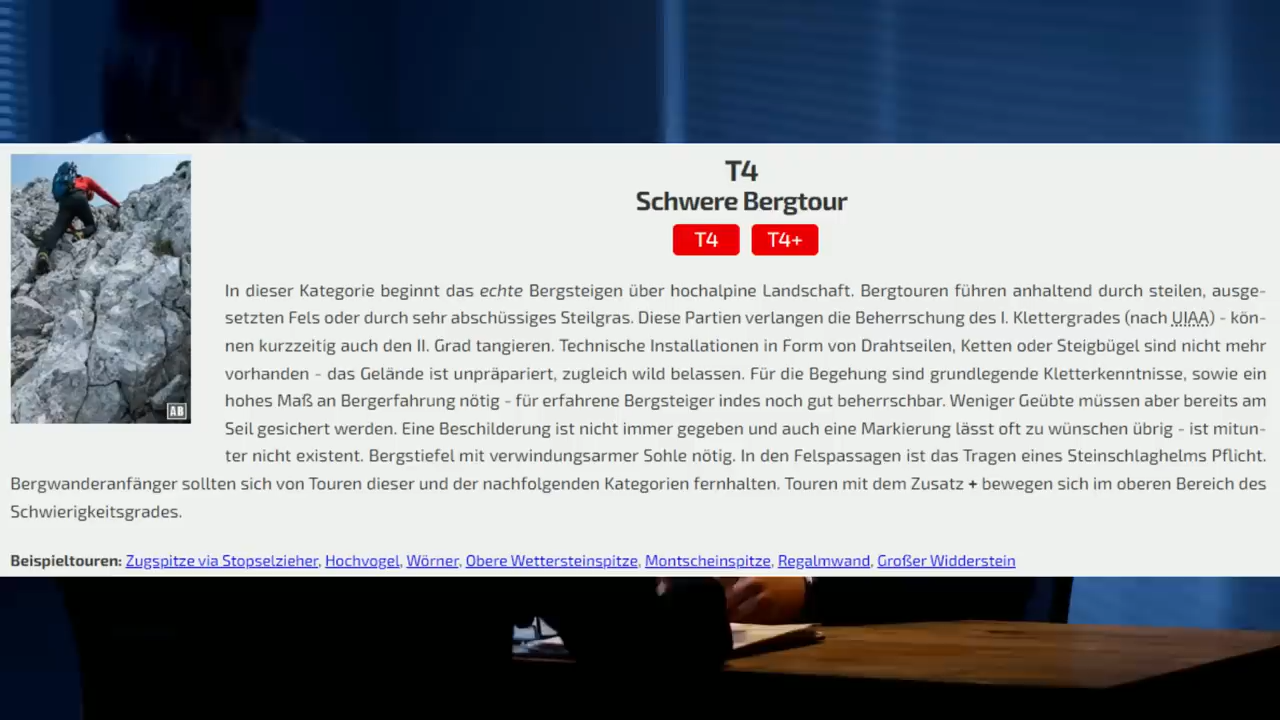 T4
Schwere Bergtour
T4 T4+
In dieser Kategorie beginnt das echte Bergsteigen über hochalpine Landschaft. Bergtouren führen anhaltend durch steilen, ausge-
setzten Fels oder durch sehr abschüssiges Steilgras. Diese Partien verlangen die Beherrschung des I. Klettergrades (nach UIAA) - kön-
nen kurzzeitig auch den II. Grad tangieren. Technische Installationen in Form von Drahtseilen, Ketten oder Steigbügel sind nicht mehr
vorhanden - das Gelände ist unpräpariert, zugleich wild belassen. Für die Begehung sind grundlegende Kletterkenntnisse, sowie ein
hohes Maß an Bergerfahrung nötig - für erfahrene Bergsteiger indes noch gut beherrschbar. Weniger Geübte müssen aber bereits am
Seil gesichert werden. Eine Beschilderung ist nicht immer gegeben und auch eine Markierung lässt oft zu wünschen übrig - ist mitun-
ter nicht existent. Bergstiefel mit verwindungsarmer Sohle nötig. In den Felspassagen ist das Tragen eines Steinschlaghelms Pflicht.
Bergwanderanfänger sollten sich von Touren dieser und der nachfolgenden Kategorien fernhalten. Touren mit dem Zusatz + bewegen sich im oberen Bereich des
Schwierigkeitsgrades.
Beispieltouren: Zugspitze via Stopselzieher, Hochvogel, Wörner, Obere Wettersteinspitze, Montscheinspitze, Regalmwand, Großer Widderstein
AB